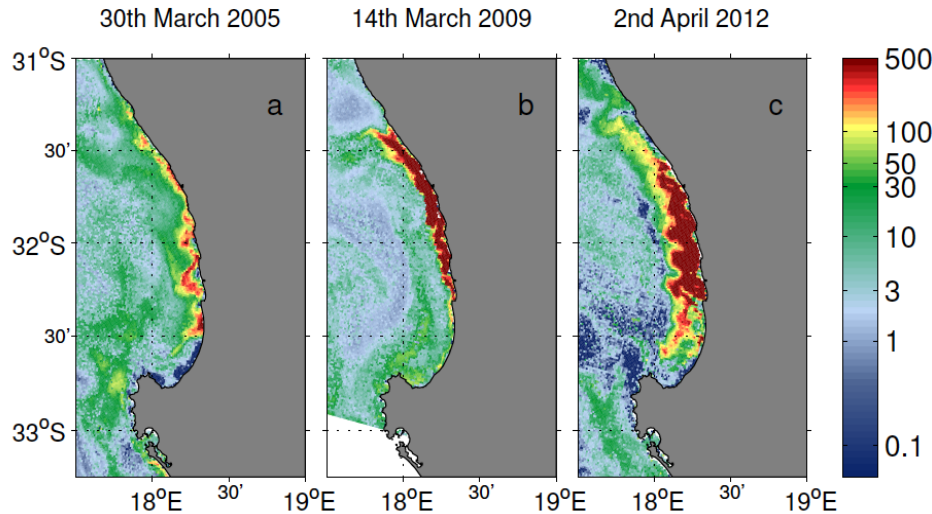 30th March 2005 14th March 2009 2nd April 2012
31°S a b c 500
30' 100
50
30
32°S 10
3
30' 1
33°S 0.1
18°E 30' 19°E 18°E 30' 19°E 18°E 30' 19°E